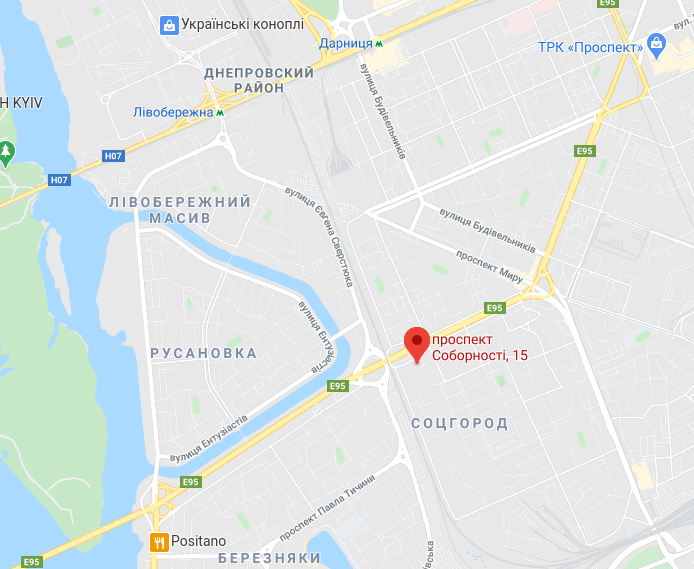 E95
Українські коноплі
Дарниця
вул.
ТРК «Проспект»
ДНЕПРОВСКИЙ
РАЙОН
H KYIV
Лівобережна
вулиця Будівельників
E95
H07
H07
ЛІВОБЕРЕЖНИЙ
МАСИВ
вулиця Євгена Сверстюка
вулиця Будівельників
проспект Миру
E95
вулиця Ентузіастів
проспект
Соборності, 15
РУСАНОВКА
E95
вулиця Ентузіастів
СОЦГОРОД
E95
проспект Павла Тичини
Positano
БЕРЕЗНЯКИ
ївська
E95